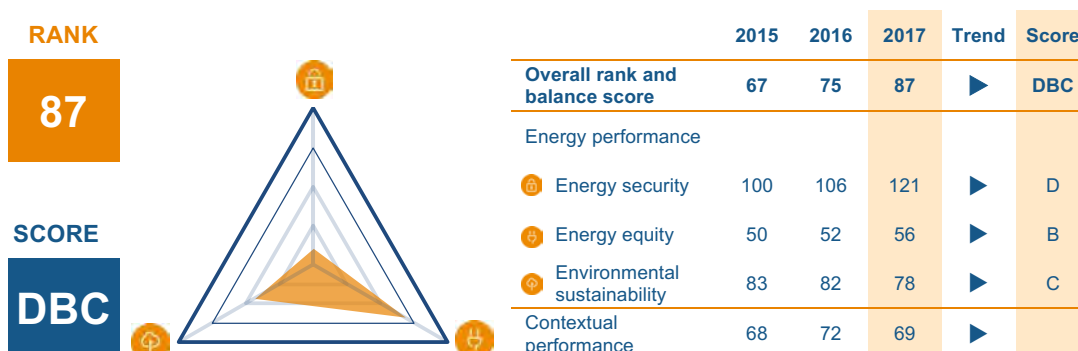 RANK
87
SCORE
DBC
2015 2016 2017 Trend Score
Overall rank and
balance score 67 75 87 DBC
Energy performance
Energy security 100 106 121 D
Energy equity 50 52 56 B
Environmental
sustainability 83 82 78 C
Contextual
performance 68 72 69